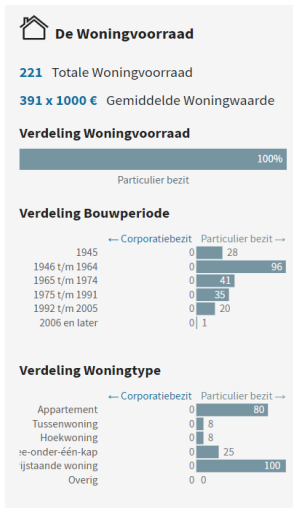 De Woningvoorraad
221 Totale Woningvoorraad
391 x 1000 € Gemiddelde Woningwaarde
Verdeling Woningvoorraad
100%
Particulier bezit
Verdeling Bouwperiode
← Corporatiebezit Particulier bezit →
1945 0 28
1946 t/m 1964 0 96
1965 t/m 1974 0 41
1975 t/m 1991 0 35
1992 t/m 2005 0 20
2006 en later 0 1
Verdeling Woningtype
← Corporatiebezit Particulier bezit →
Appartement 0 80
Tussenwoning 0 8
Hoekwoning 0 8
ee-onder-één-kap 0 25
ijstaande woning 0 100
Overig 0 0